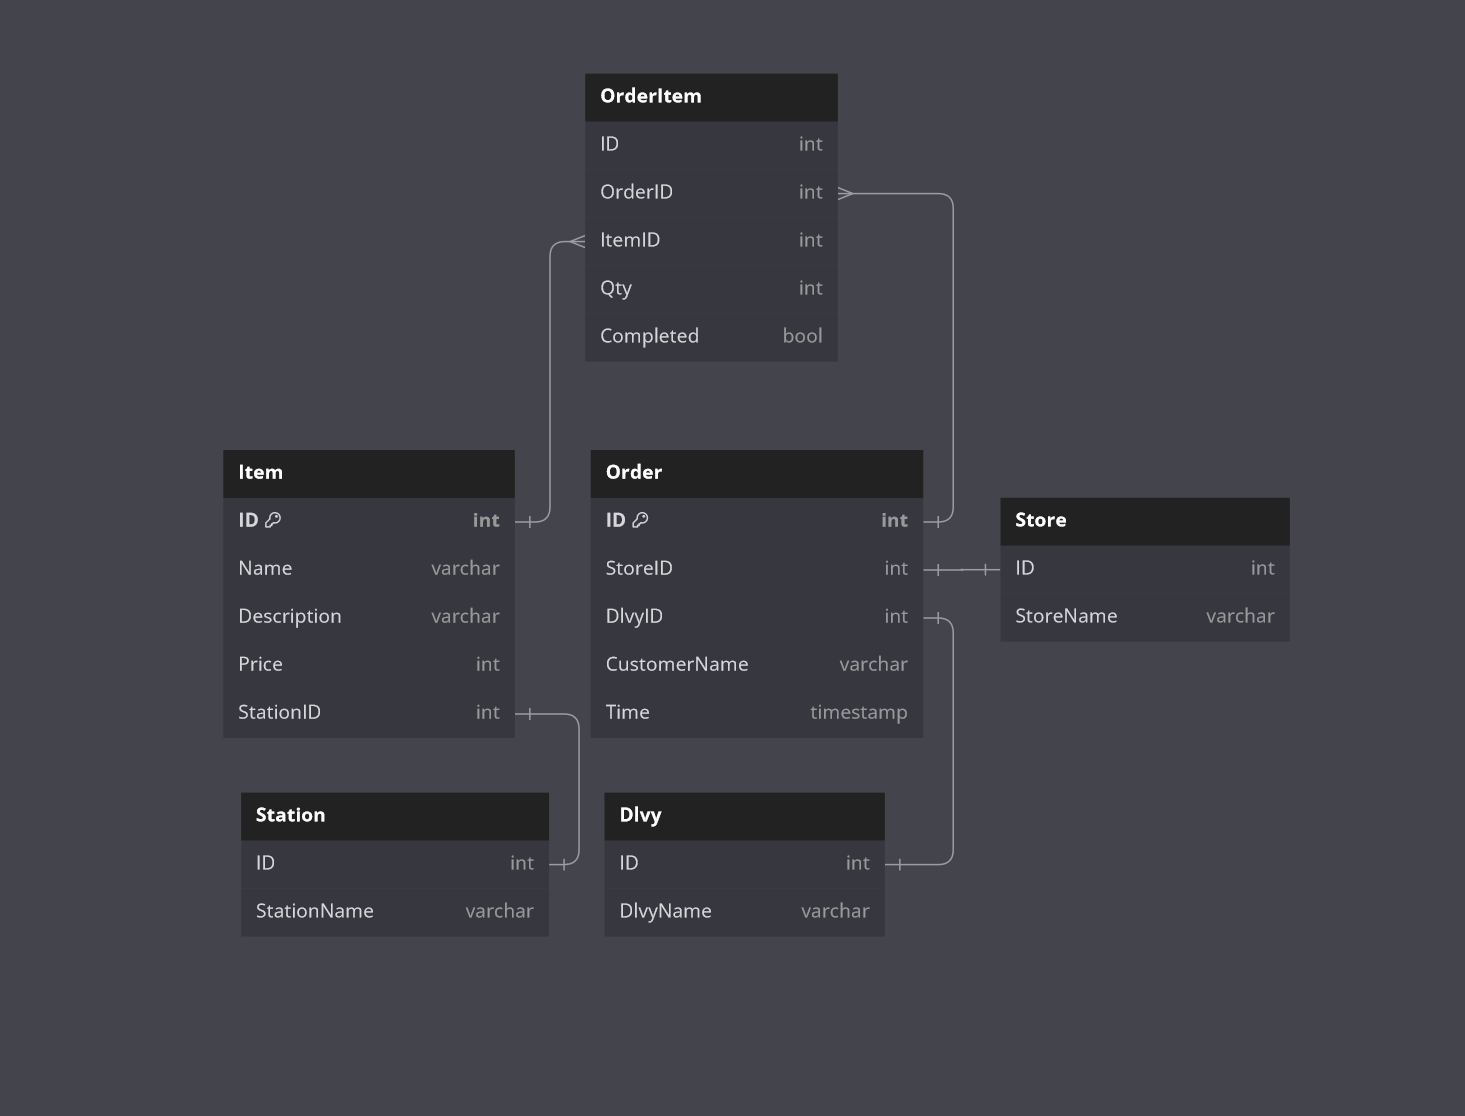 OrderItem
ID int
OrderID int
ItemID int
Qty int
Completed bool
Item
ID int
Name varchar
Description varchar
Price int
StationID int
Order
ID int
StoreID int
DlvyID int
CustomerName varchar
Time timestamp
Store
ID int
StoreName varchar
Station
ID int
StationName varchar
Dlvy
ID int
DlvyName varchar